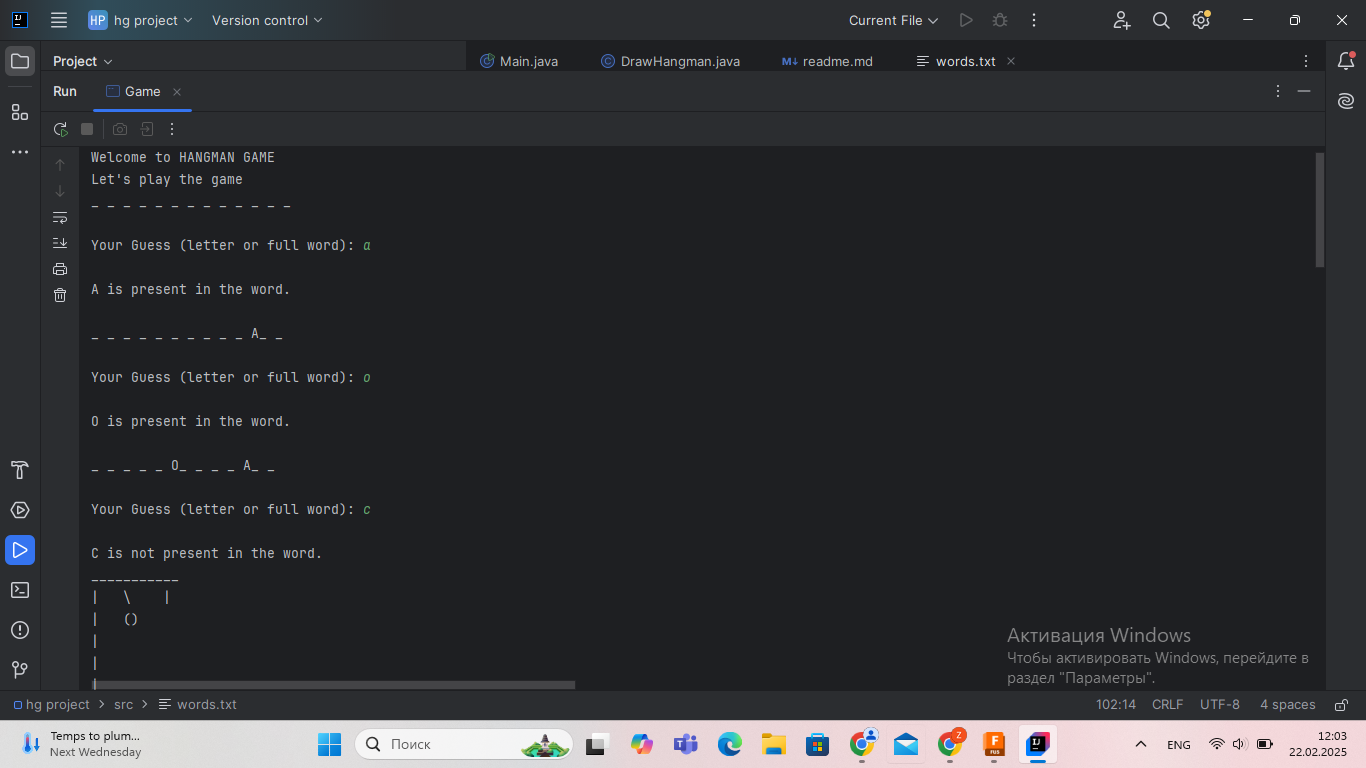 HP hg project Version control Current File
Project Main.java DrawHangman.java M↓ readme.md words.txt
Run Game
Welcome to HANGMAN GAME
Let's play the game
_ _ _ _ _ _ _ _ _ _ _ _ _
Your Guess (letter or full word): a
A is present in the word.
_ _ _ _ _ _ _ _ _ _ A_ _
Your Guess (letter or full word): o
O is present in the word.
_ _ _ _ _ O_ _ _ _ A_ _
Your Guess (letter or full word): c
C is not present in the word.
___________
|   \    |
|   ()
|
|
|
Активация Windows
Чтобы активировать Windows, перейдите в
раздел "Параметры".
hg project > src > words.txt 102:14 CRLF UTF-8 4 spaces
Temps to plum...
Next Wednesday
Поиск
ENG
12:03
22.02.2025